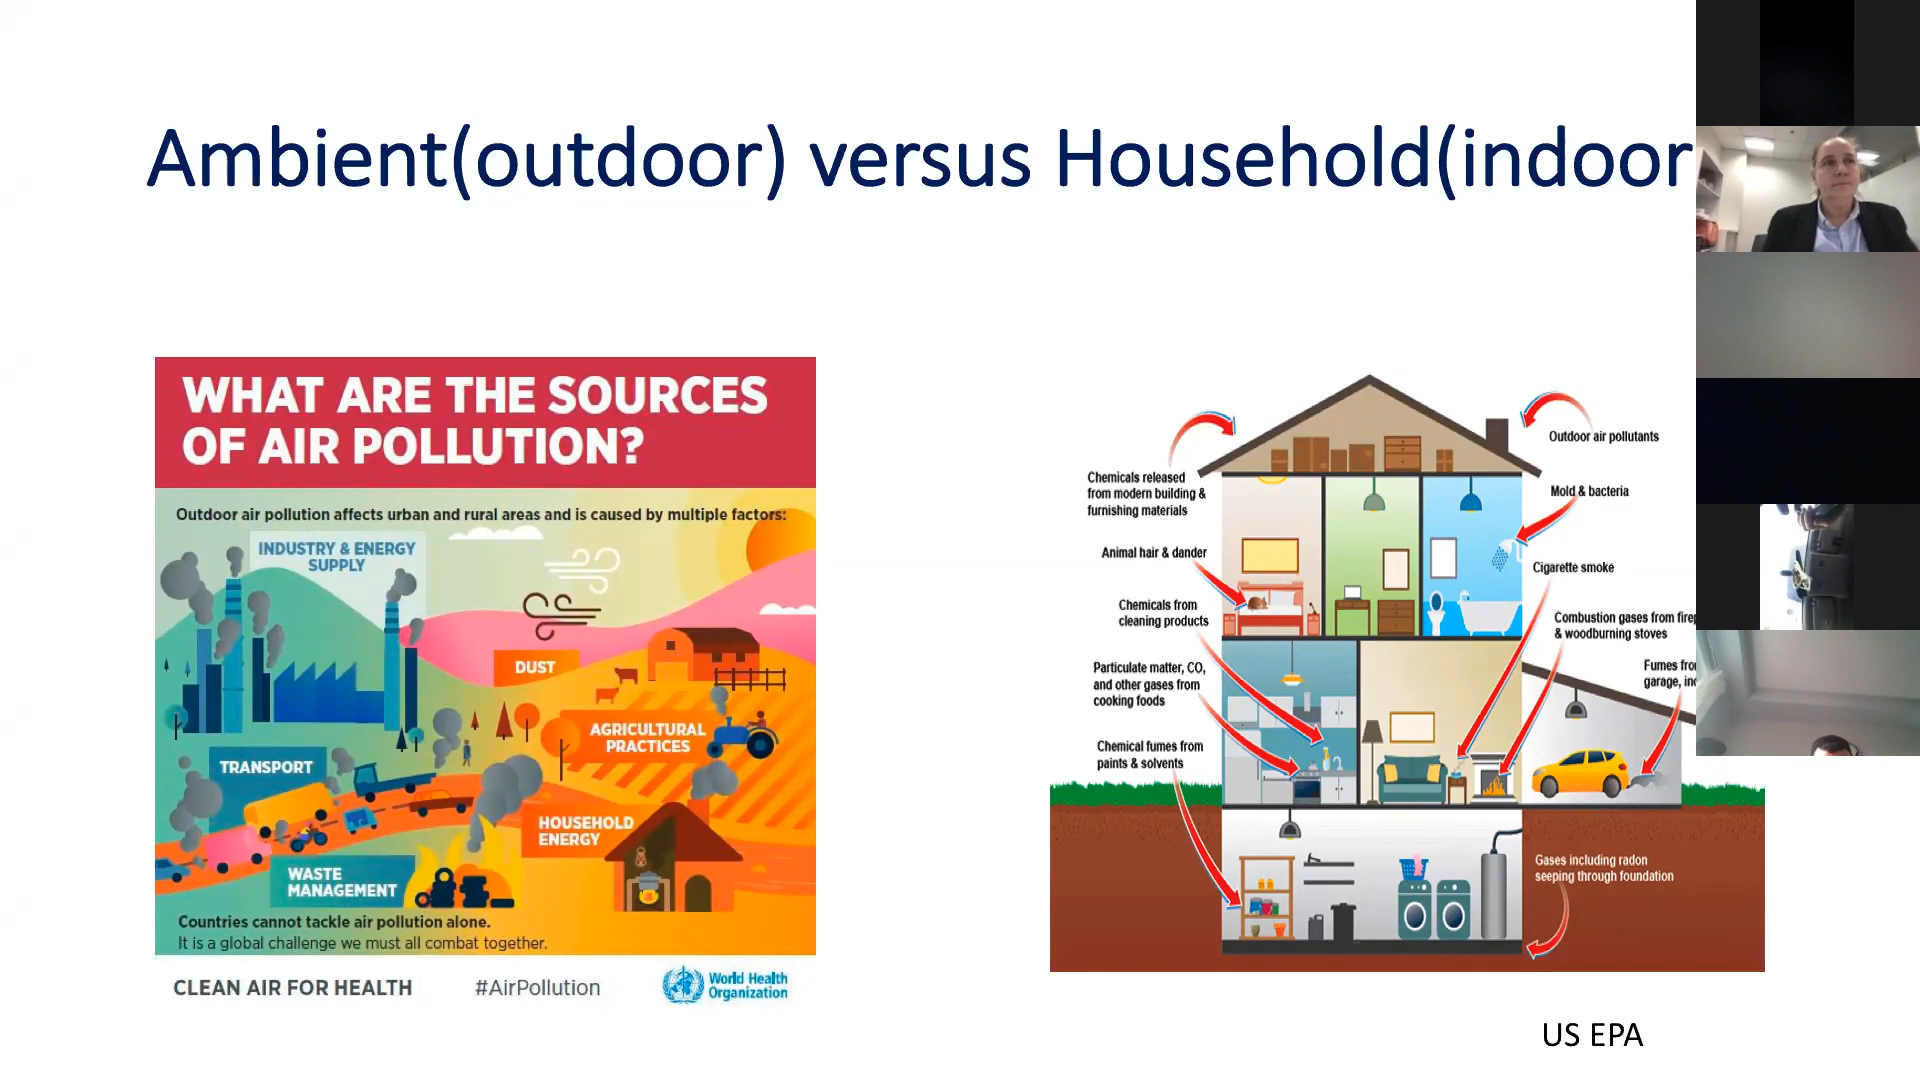 Ambient(outdoor) versus Household(indoor
WHAT ARE THE SOURCES
OF AIR POLLUTION?
Outdoor air pollution affects urban and rural areas and is caused by multiple factors:
INDUSTRY & ENERGY
SUPPLY
DUST
AGRICULTURAL
PRACTICES
TRANSPORT
HOUSEHOLD
ENERGY
WASTE
MANAGEMENT
Countries cannot tackle air pollution alone.
It is a global challenge we must all combat together.
CLEAN AIR FOR HEALTH
#AirPollution
World Health
Organization
Chemicals released
from modern building &
furnishing materials
Animal hair & dander
Chemicals from
cleaning products
Particulate matter, CO,
and other gases from
cooking foods
Chemical fumes from
paints & solvents
Outdoor air pollutants
Mold & bacteria
Cigarette smoke
Combustion gases from
& woodburning stoves
Fumes
garage,
Gases including radon
seeping through foundation
US EPA